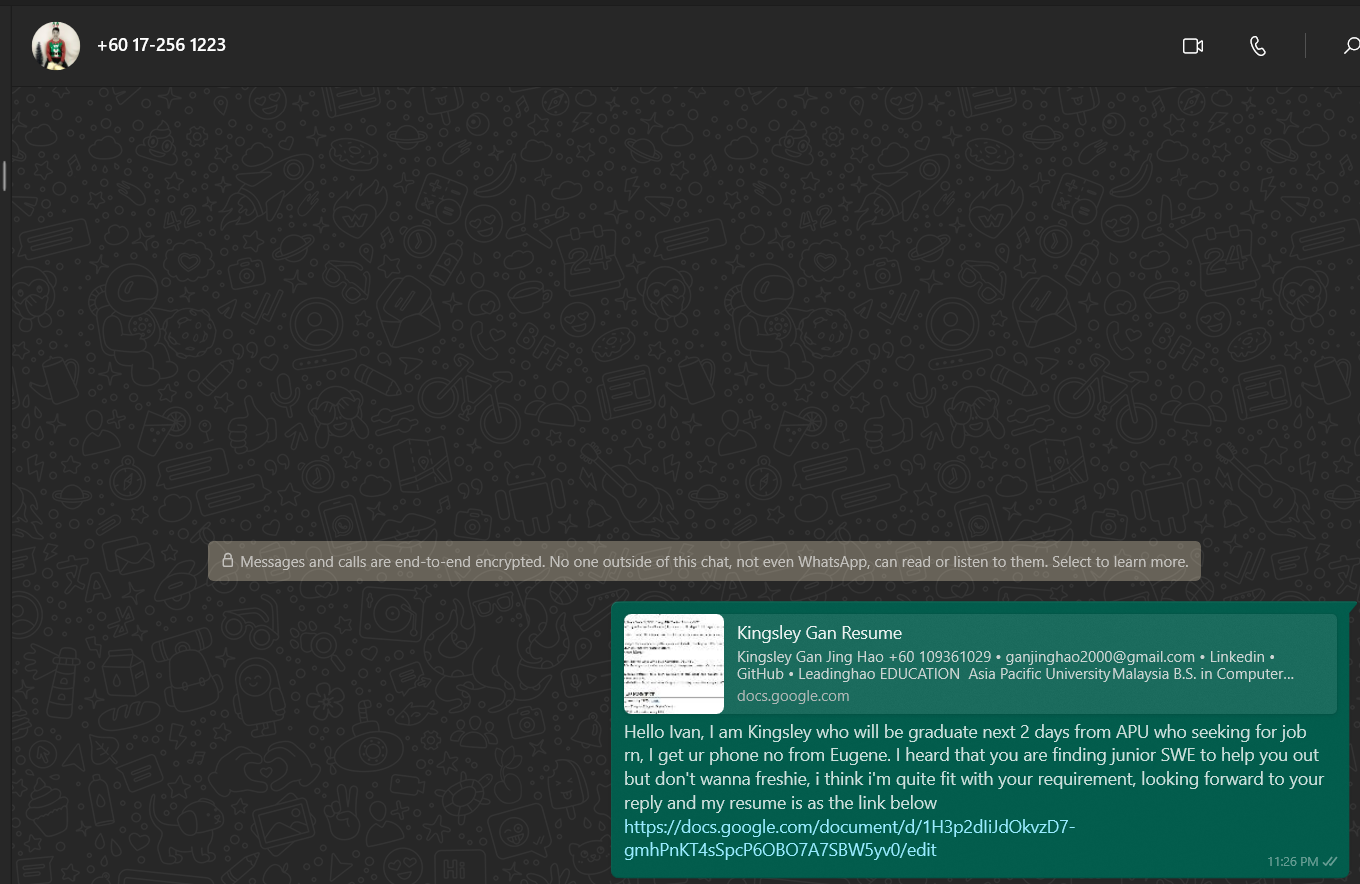 +60 17-256 1223
Messages and calls are end-to-end encrypted. No one outside of this chat, not even WhatsApp, can read or listen to them. Select to learn more.
Kingsley Gan Resume
Kingsley Gan Jing Hao +60 109361029 • ganjinghao2000@gmail.com • Linkedin •
GitHub • Leadinghao EDUCATION Asia Pacific University Malaysia B.S. in Computer...
docs.google.com
Hello Ivan, I am Kingsley who will be graduate next 2 days from APU who seeking for job
rn, I get ur phone no from Eugene. I heard that you are finding junior SWE to help you out
but don't wanna freshie, i think i'm quite fit with your requirement, looking forward to your
reply and my resume is as the link below
https://docs.google.com/document/d/1H3p2dIiJdOkvzD7-
gmhPnKT4sSpcP6OBO7A7SBW5yv0/edit
11:26 PM